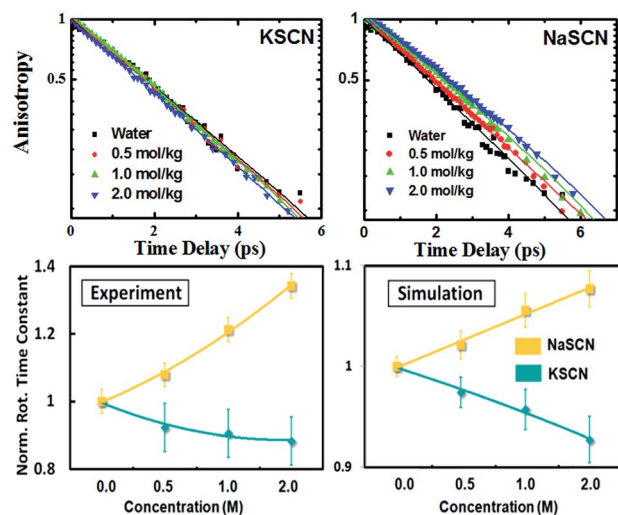 KSCN
NaSCN
Anisotropy
0.5
Water
0.5 mol/kg
1.0 mol/kg
2.0 mol/kg
0 2 4 6
Time Delay (ps)
0.5
Water
0.5 mol/kg
1.0 mol/kg
2.0 mol/kg
0 2 4 6 8
Time Delay (ps)
Norm. Rot. Time Constant
1.4
1.2
1
0.8
Experiment
0.0 0.5 1.0 2.0
Concentration (M)
1.1
1
0.9
Simulation
NaSCN
KSCN
0.0 0.5 1.0 2.0
Concentration (M)